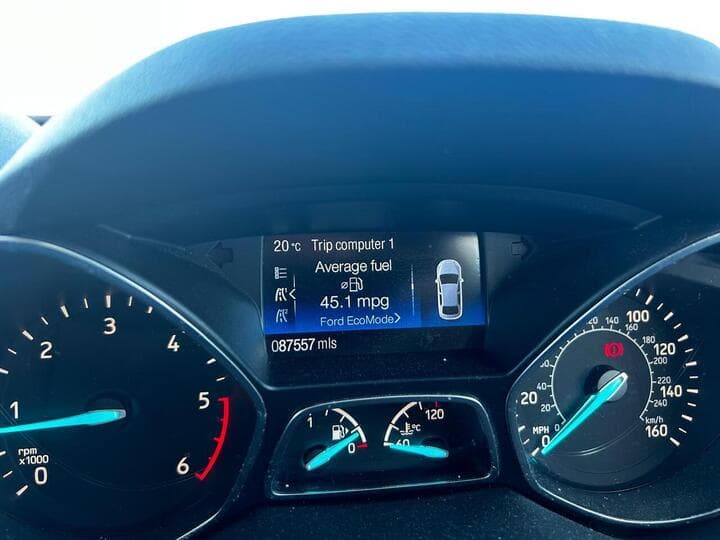 20 °C Trip computer 1
Average fuel
45.1 mpg
Ford EcoMode>
087557 mls
0
1
2
3
4
5
6
rpm
x1000
1
0
60
°C
120
0
20
100
120
140
160
MPH
0
20
40
120
140
160
180
200
220
240
km/h